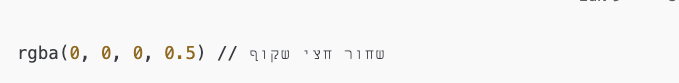 rgba(0, 0, 0, 0.5) // שחור חצי שקוף